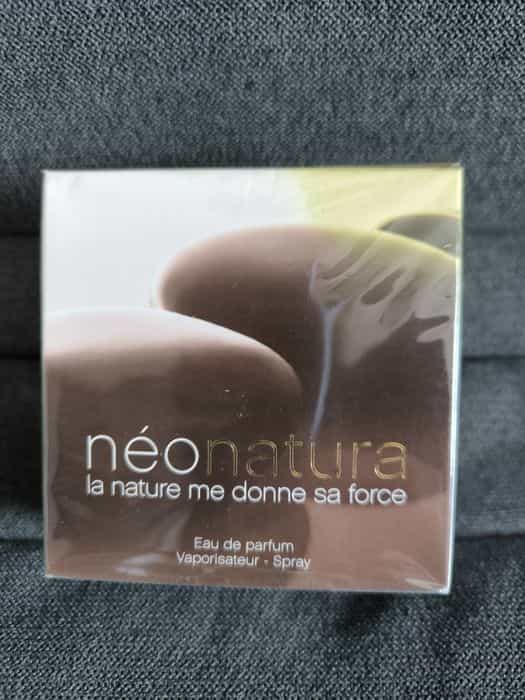 néonatura
la nature me donne sa force
Eau de parfum
Vaporisateur - Spray